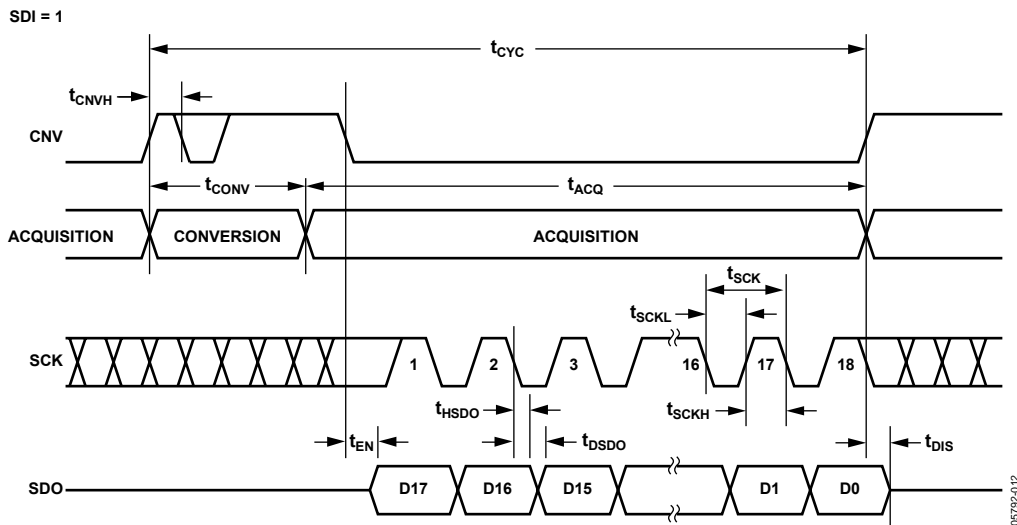 SDI = 1
tCYC
tCNVH
CNV
tCONV
tACQ
ACQUISITION
CONVERSION
ACQUISITION
tSCK
tSCKL
SCK
1
2
3
16
17
18
tHSDO
tSCKH
tEN
tDSDO
tDIS
SDO
D17
D16
D15
D1
D0
05792-012